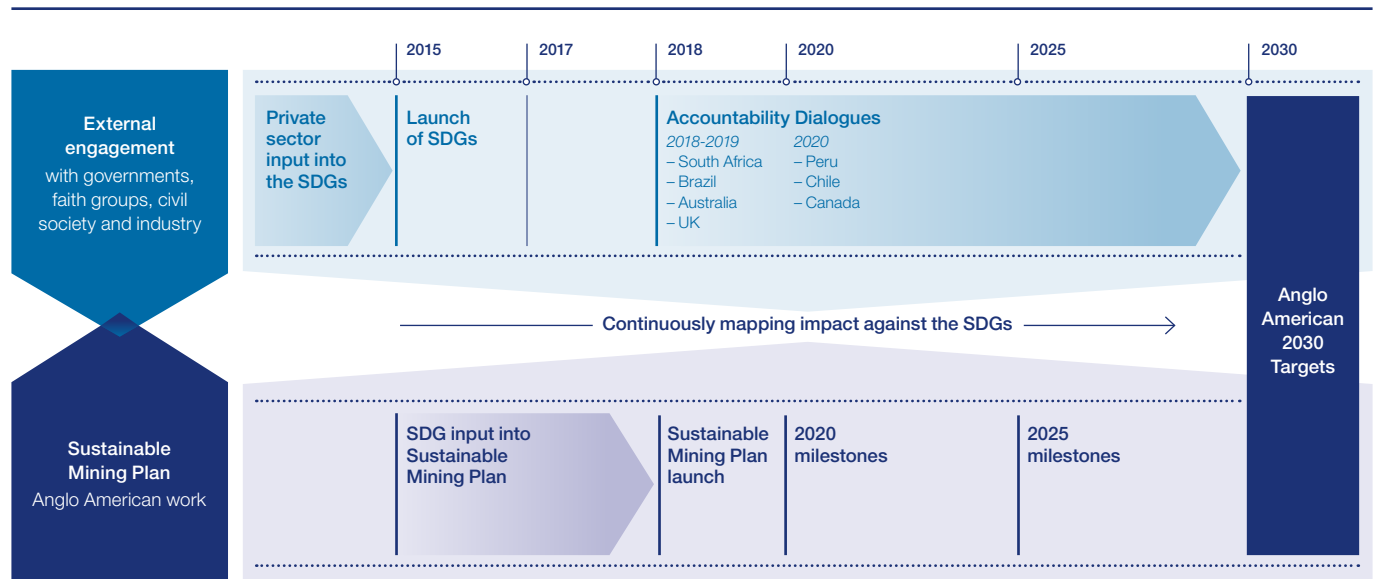 2015
2017
2018
2020
2025
2030
External
engagement
with governments,
faith groups, civil
society and industry
Private
sector
input into
the SDGs
Launch
of SDGs
Accountability Dialogues
2018-2019
– South Africa
– Brazil
– Australia
– UK
2020
– Peru
– Chile
– Canada
Continuously mapping impact against the SDGs
Anglo
American
2030
Targets
Sustainable
Mining Plan
Anglo American work
SDG input into
Sustainable
Mining Plan
Sustainable
Mining Plan
launch
2020
milestones
2025
milestones